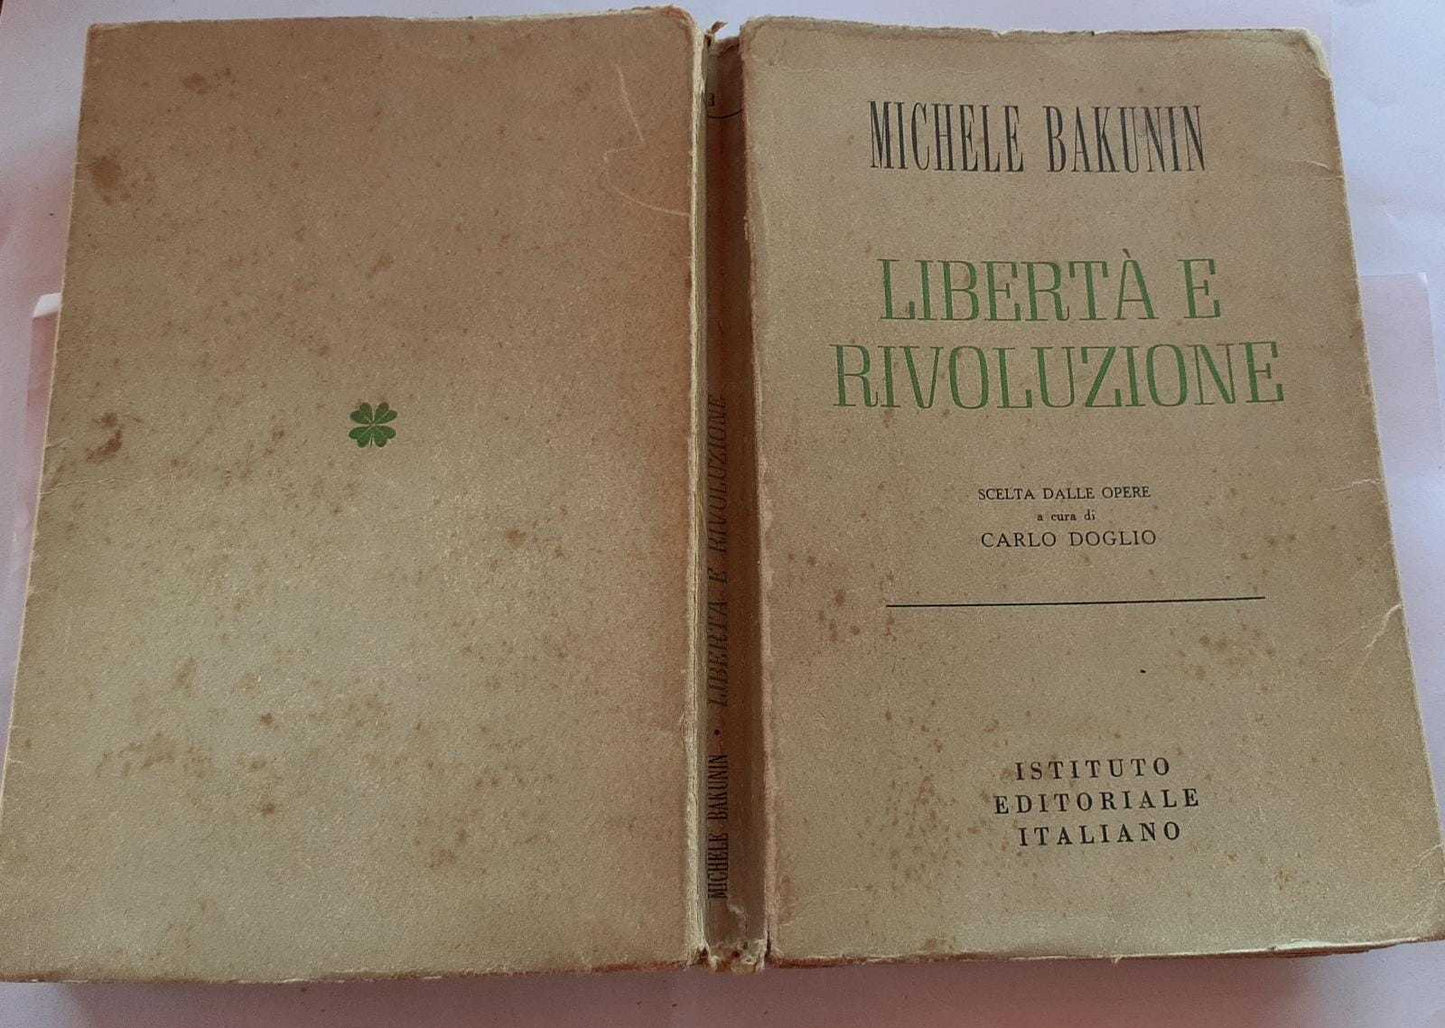 MICHELE BAKUNIN
LIBERTÀ E
RIVOLUZIONE
SCELTA DALLE OPERE
a cura di
CARLO DOGLIO
ISTITUTO
EDITORIALE
ITALIANO
MICHELE BAKUNIN • LIBERTÀ E RIVOLUZIONE